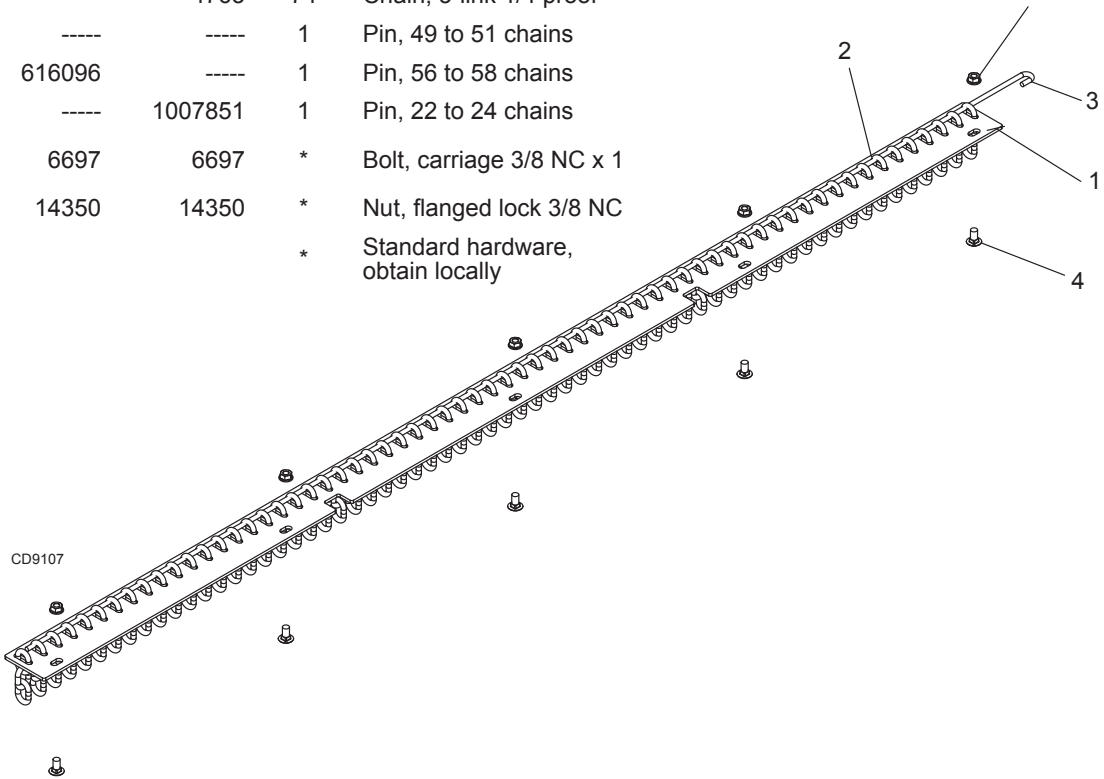 ----- ----- 1 Pin, 49 to 51 chains
616096 ----- 1 Pin, 56 to 58 chains
----- 1007851 1 Pin, 22 to 24 chains
6697 6697 * Bolt, carriage 3/8 NC x 1
14350 14350 * Nut, flanged lock 3/8 NC
* Standard hardware,
obtain locally
2
3
1
4
CD9107